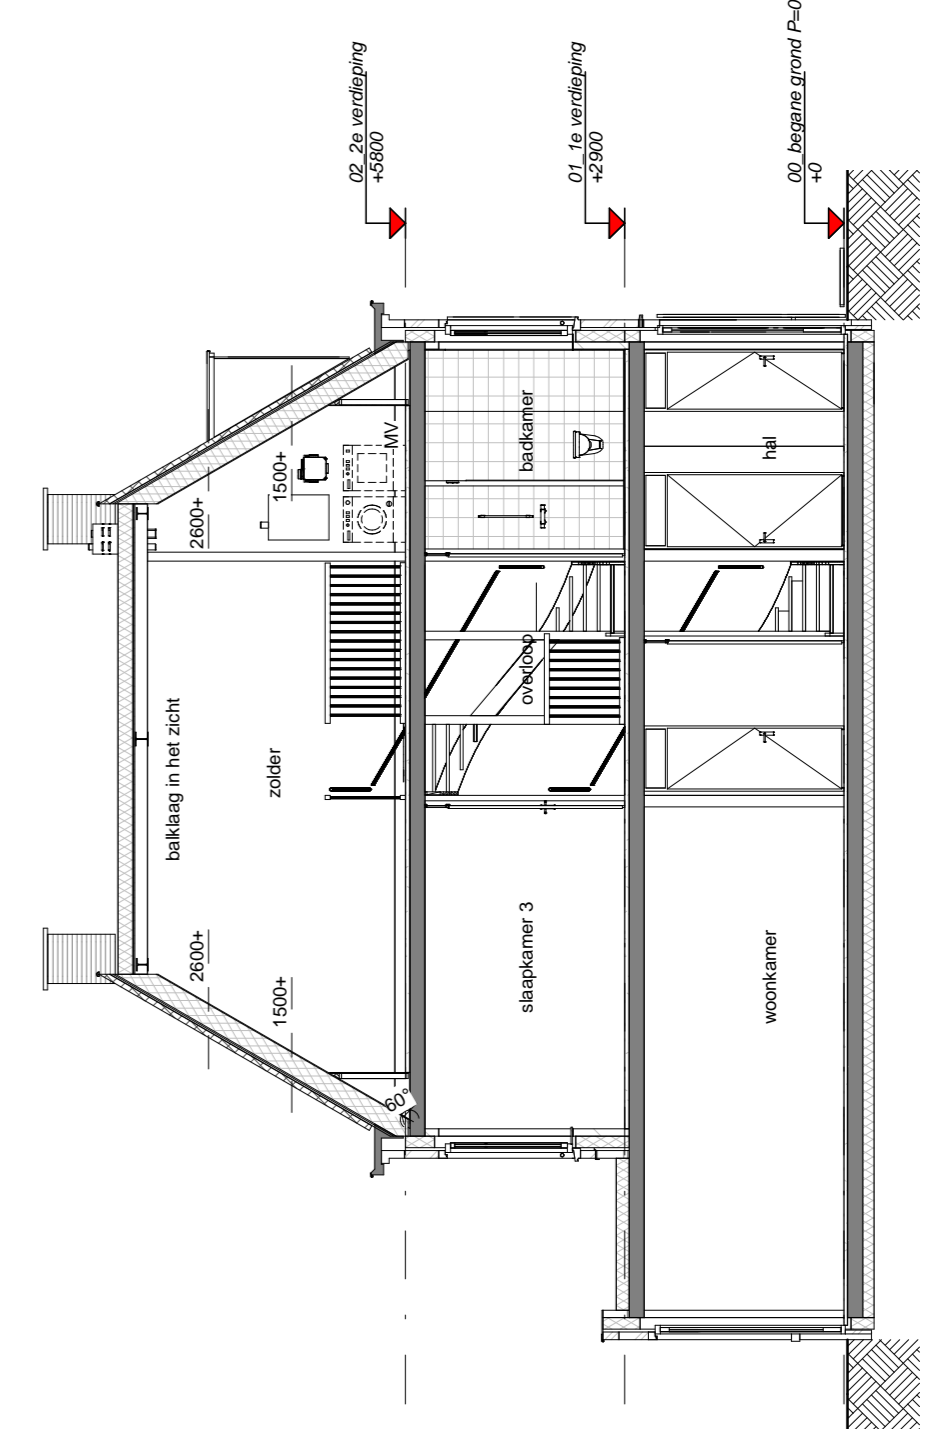 02_2e verdieping
+5800
01_1e verdieping
+2900
00_begane grond P=0
+0
balklaag in het zicht
zolder
2600+
1500+
2600+
1500+
MV
60°
badkamer
overloop
slaapkamer 3
hal
woonkamer